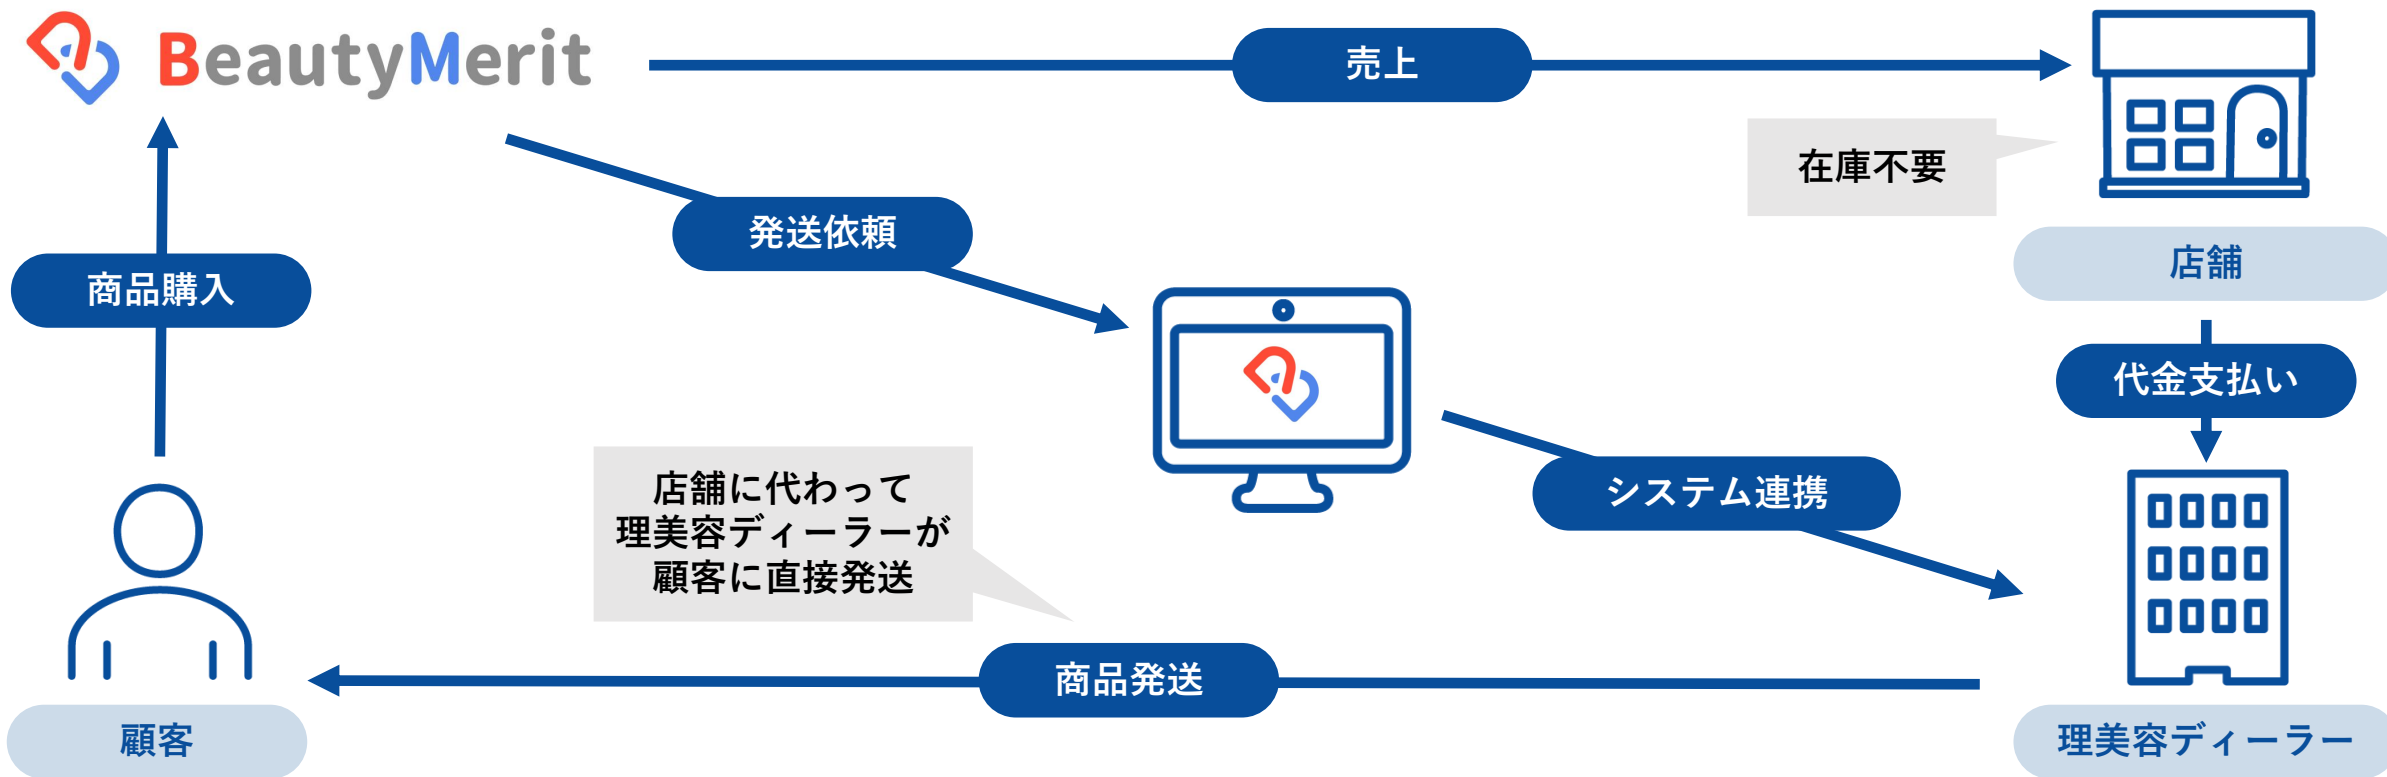 BeautyMerit
売上
在庫不要
発送依頼
店舗
商品購入
代金支払い
店舗に代わって
理美容ディーラーが
顧客に直接発送
システム連携
商品発送
顧客
理美容ディーラー